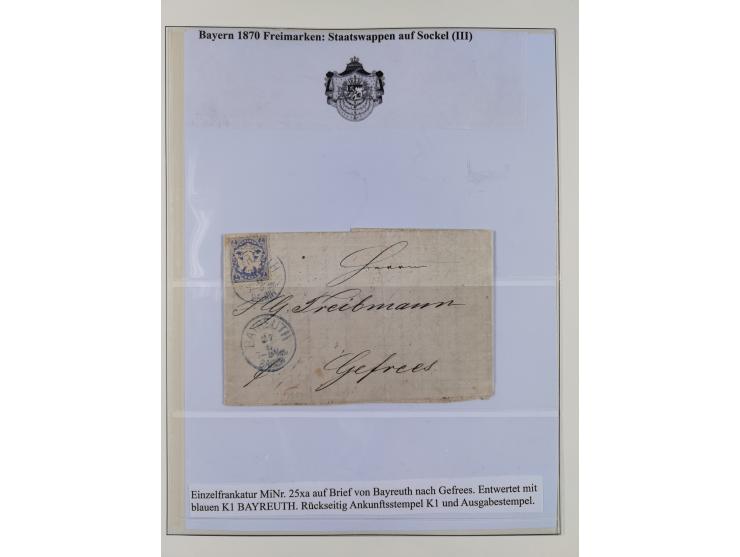 Bayern 1870 Freimarken: Staatswappen auf Sockel (III)
Herrn
Gefrees
BAYREUTH
Einzelfrankatur MiNr. 25xa auf Brief von Bayreuth nach Gefrees. Entwertet mit
blauen K1 BAYREUTH. Rückseitig Ankunftsstempel K1 und Ausgabestempel.